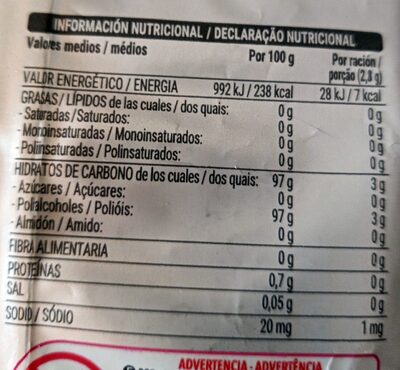 INFORMACIÓN NUTRICIONAL / DECLARAÇÃO NUTRICIONAL
Valores medios / médios Por 100 g Por ración / porção (2,8 g)
VALOR ENERGÉTICO / ENERGIA 992 kJ / 238 kcal 28 kJ / 7 kcal
GRASAS / LÍPIDOS de las cuales / dos quais: 0 g 0 g
- Saturadas / Saturados: 0 g 0 g
- Monoinsaturadas / Monoinsaturados: 0 g 0 g
- Poliinsaturadas / Polinsaturados: 0 g 0 g
HIDRATOS DE CARBONO de los cuales / dos quais: 97 g 3 g
- Azúcares / Açúcares: 0 g 0 g
- Polialcoholes / Polióis: 97 g 3 g
- Almidón / Amido: 0 g 0 g
FIBRA ALIMENTARIA 0 g 0 g
PROTEÍNAS 0,7 g 0 g
SAL 0,05 g 0 g
SODIO / SÓDIO 20 mg 1 mg
ADVERTENCIA - ADVERTÊNCIA